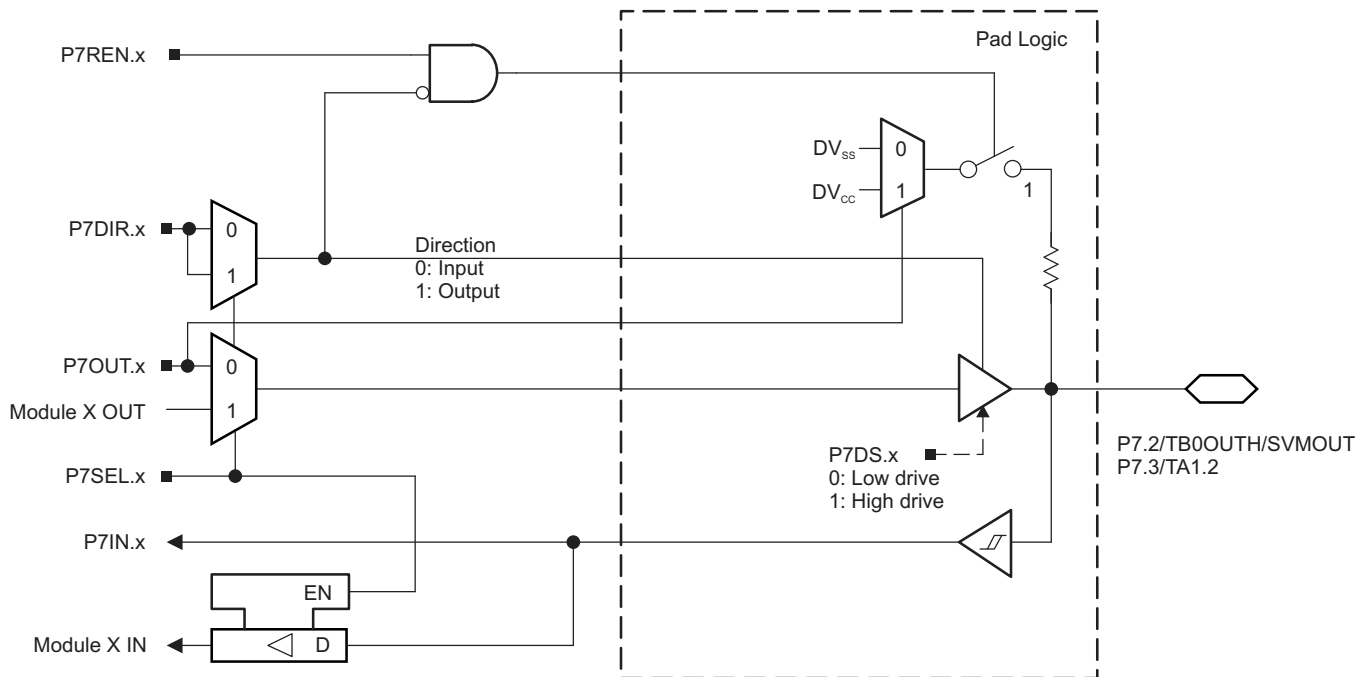 Pad Logic
P7REN.x
DVSS
0
DVCC
1
1
P7DIR.x
0
1
Direction
0: Input
1: Output
P7OUT.x
0
Module X OUT
1
P7DS.x
0: Low drive
1: High drive
P7.2/TB0OUTH/SVMOUT
P7.3/TA1.2
P7SEL.x
P7IN.x
EN
Module X IN
D